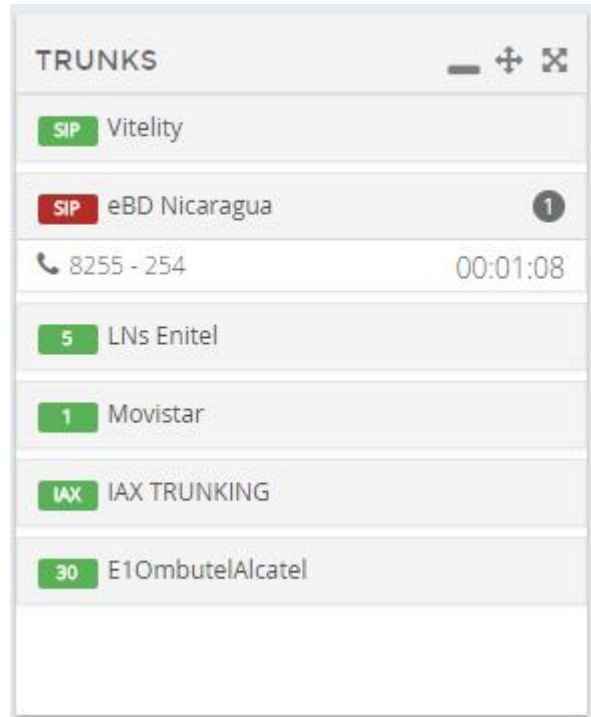 TRUNKS
SIP Vitelity
SIP eBD Nicaragua 1
8255 - 254 00:01:08
5 LNs Enitel
1 Movistar
IAX IAX TRUNKING
30 E1OmbutelAlcatel